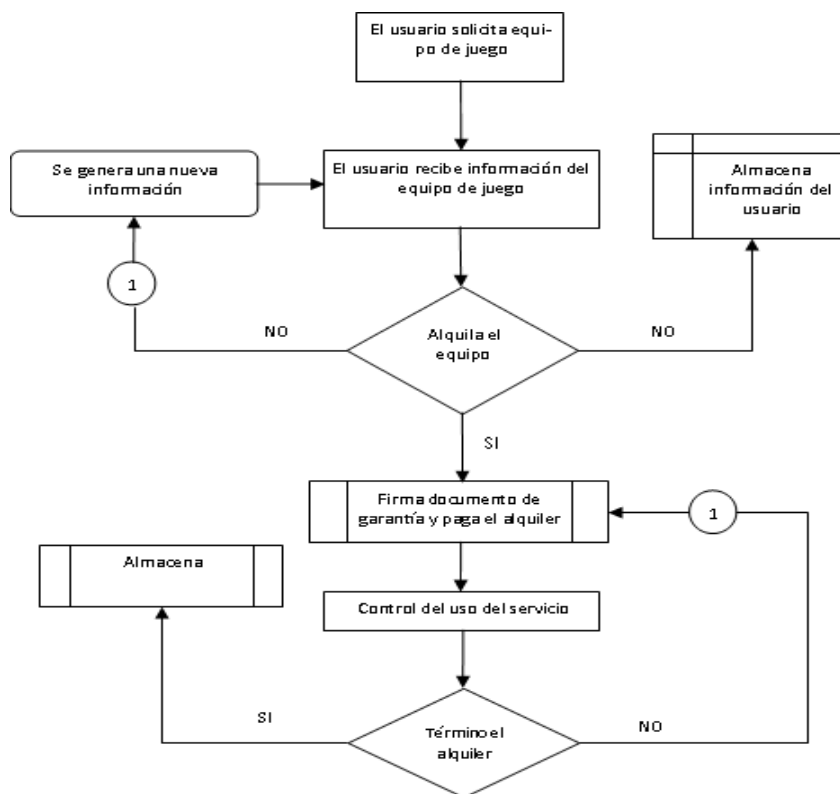 El usuario solicita equi-
po de juego
Se genera una nueva
información
El usuario recibe información del
equipo de juego
Almacena
información del
usuario
1
NO
Alquila el
equipo
NO
SI
Firma documento de
garantía y paga el alquiler
1
Almacena
Control del uso del servicio
SI
Término el
alquiler
NO